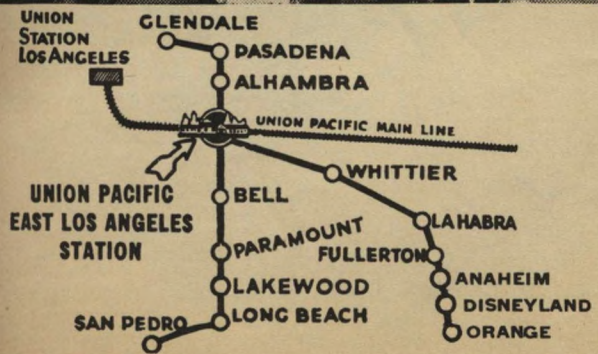 UNION
STATION
LOS ANGELES
GLENDALE
PASADENA
ALHAMBRA
UNION PACIFIC MAIN LINE
UNION PACIFIC
EAST LOS ANGELES
STATION
WHITTIER
BELL
LA HABRA
PARAMOUNT
FULLERTON
LAKEWOOD
ANAHEIM
DISNEYLAND
LONG BEACH
SAN PEDRO
ORANGE